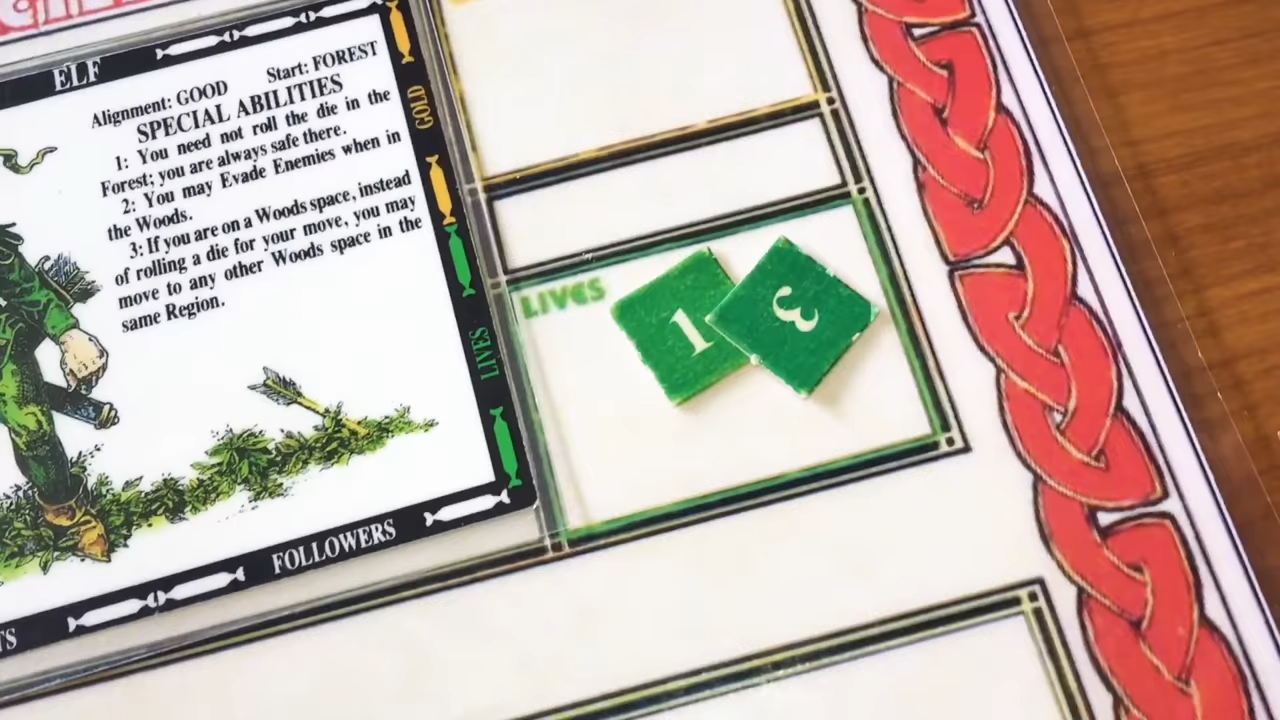 ELF
Alignment: GOOD Start: FOREST
SPECIAL ABILITIES
1: You need not roll the die in the
Forest; you are always safe there.
2: You may Evade Enemies when in
the Woods.
3: If you are on a Woods space, instead
of rolling a die for your move, you may
move to any other Woods space in the
same Region.
GOLD
LIVES
FOLLOWERS
LIVES
1
3